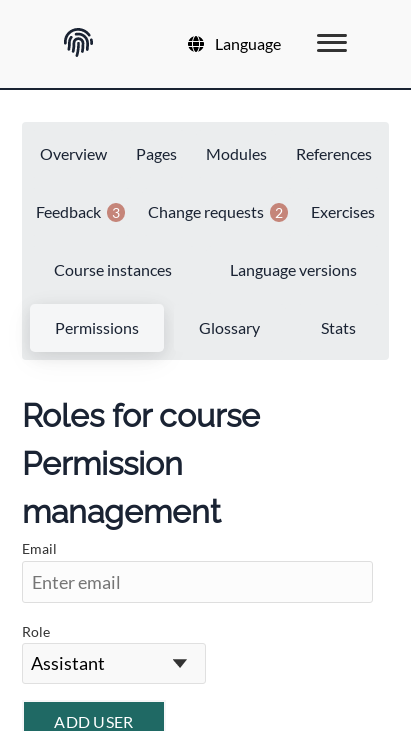 Language
Overview Pages Modules References
Feedback 3 Change requests 2 Exercises
Course instances Language versions
Permissions Glossary Stats
Roles for course
Permission
management
Email
Enter email
Role
Assistant
ADD USER